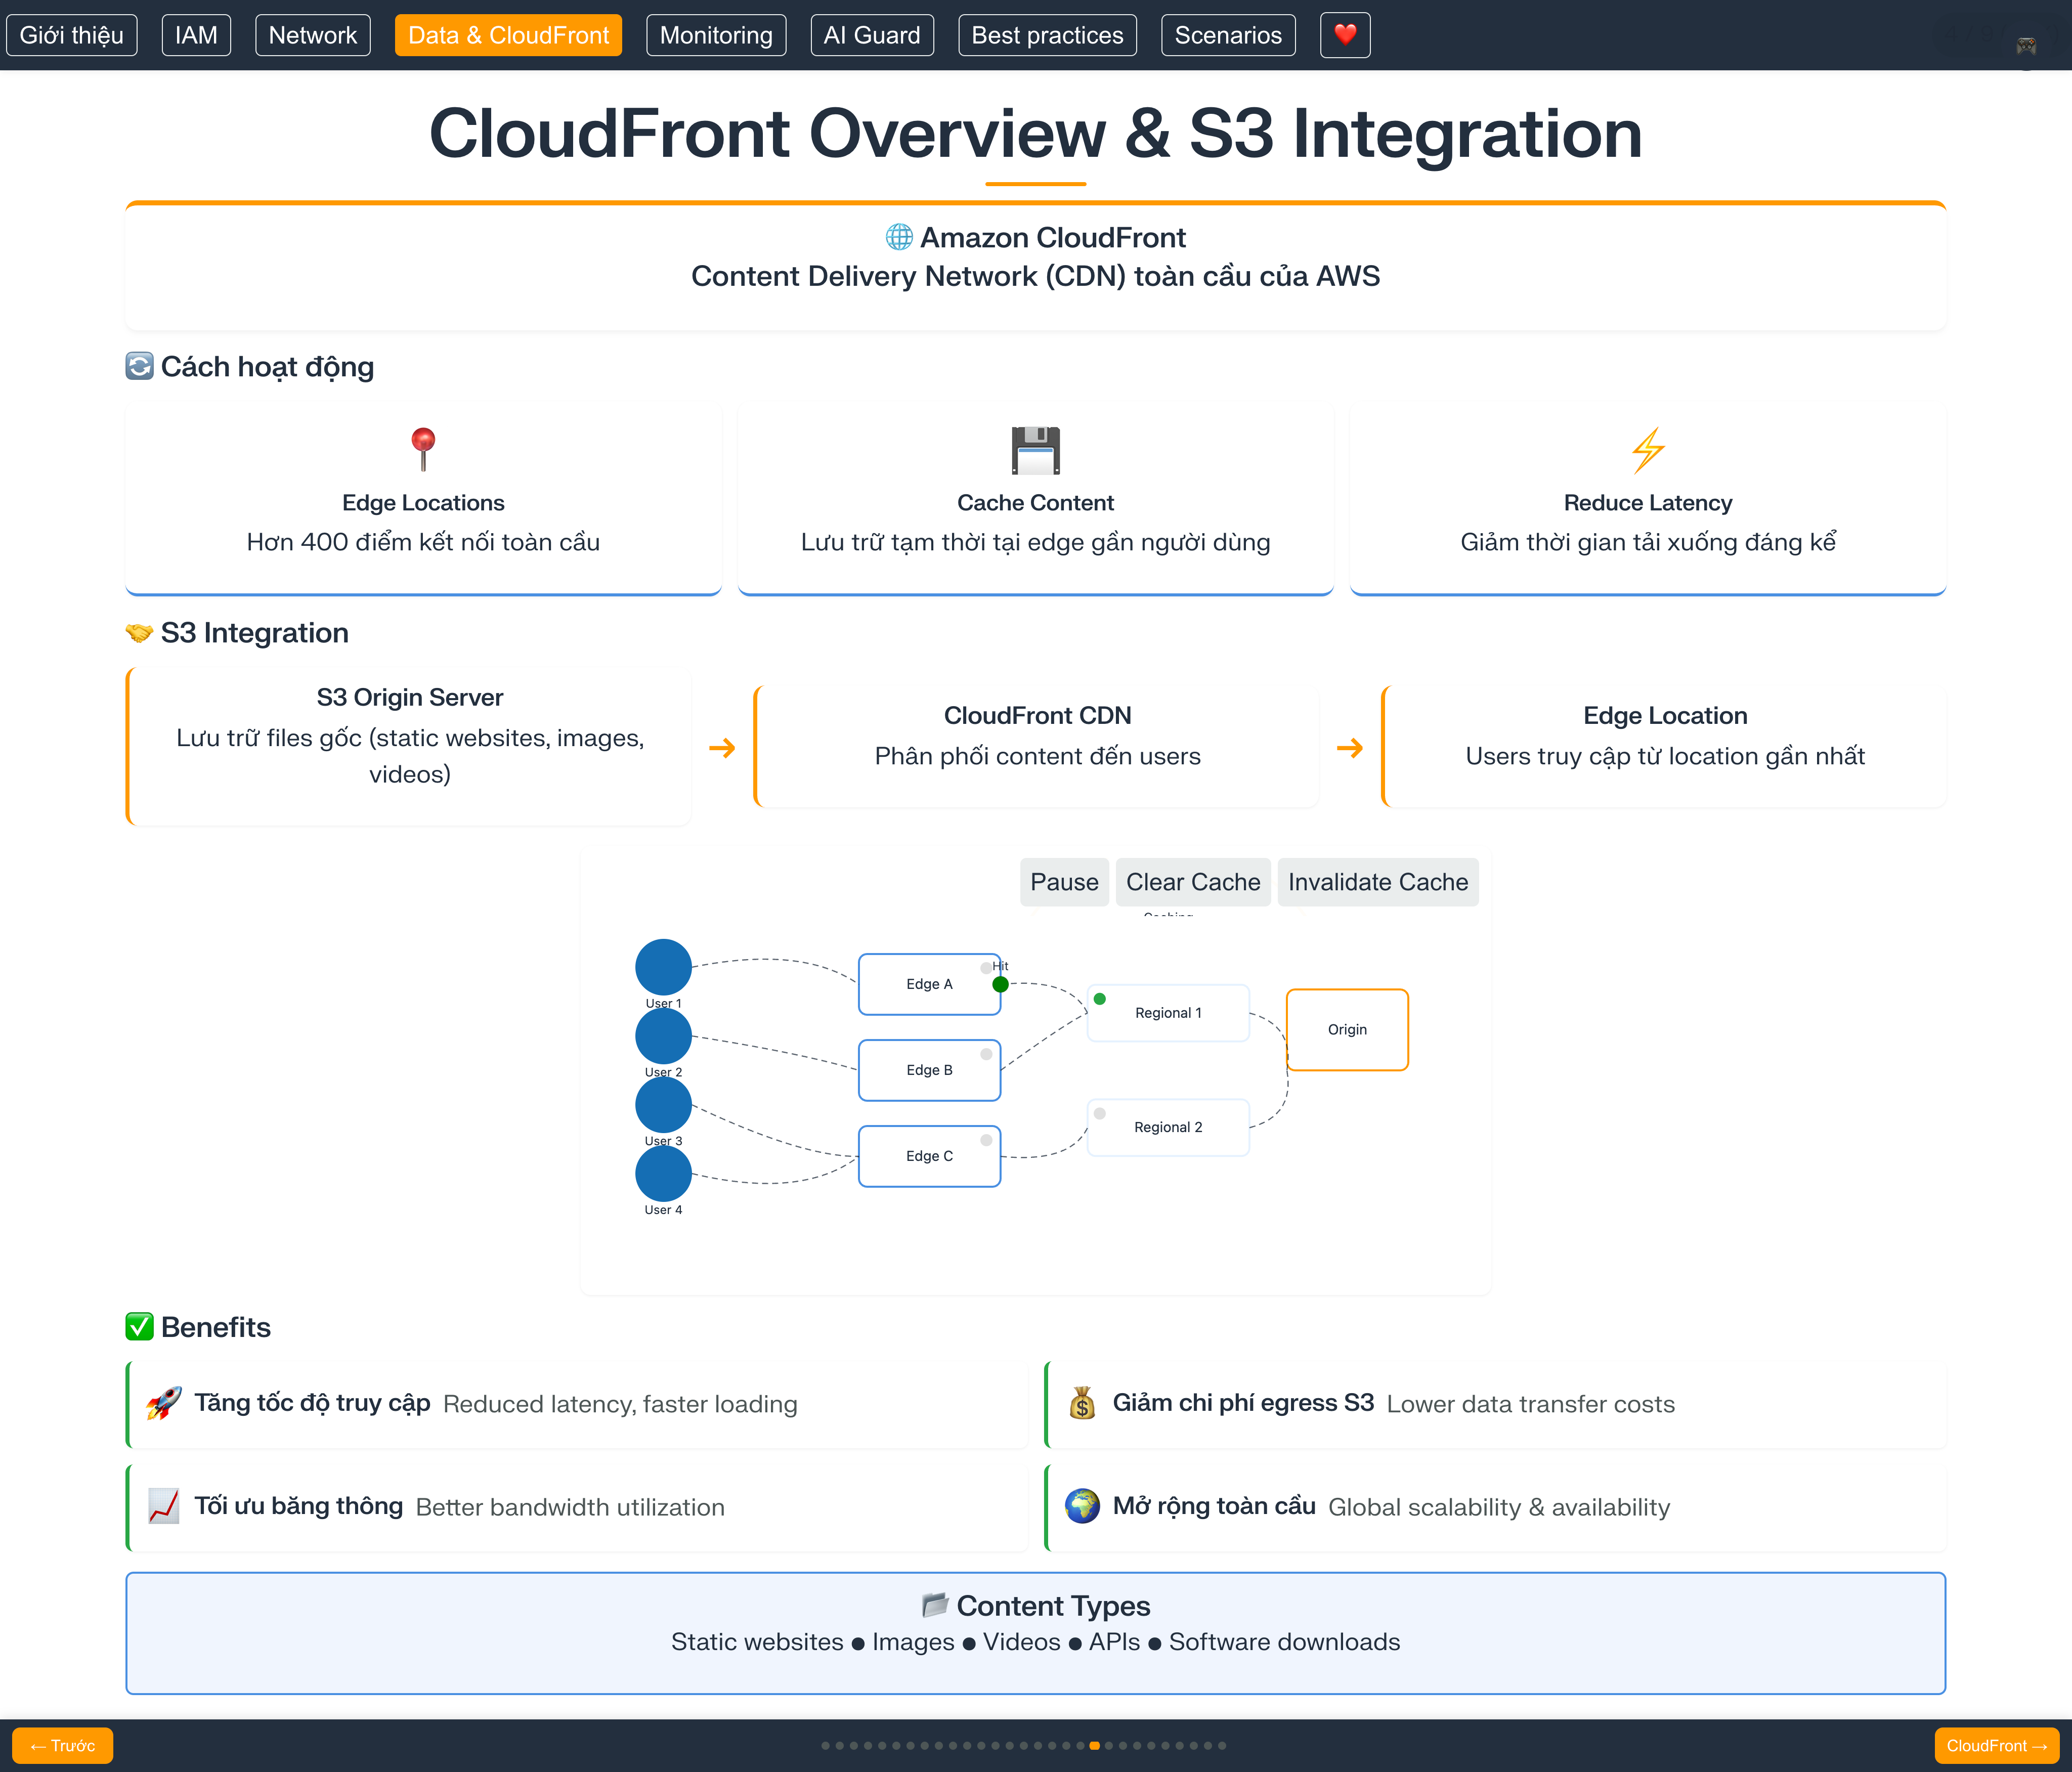 Giới thiệu
IAM
Network
Data & CloudFront
Monitoring
AI Guard
Best practices
Scenarios
CloudFront Overview & S3 Integration
Amazon CloudFront
Content Delivery Network (CDN) toàn cầu của AWS
Cách hoạt động
Edge Locations
Hơn 400 điểm kết nối toàn cầu
Cache Content
Lưu trữ tạm thời tại edge gần người dùng
Reduce Latency
Giảm thời gian tải xuống đáng kể
S3 Integration
S3 Origin Server
Lưu trữ files gốc (static websites, images,
videos)
→
CloudFront CDN
Phân phối content đến users
→
Edge Location
Users truy cập từ location gần nhất
Pause
Clear Cache
Invalidate Cache
User 1
User 2
User 3
User 4
Edge A
Hit
Edge B
Edge C
Regional 1
Regional 2
Origin
Benefits
Tăng tốc độ truy cập Reduced latency, faster loading
Giảm chi phí egress S3 Lower data transfer costs
Tối ưu băng thông Better bandwidth utilization
Mở rộng toàn cầu Global scalability & availability
Content Types
Static websites ● Images ● Videos ● APIs ● Software downloads
← Trước
CloudFront →